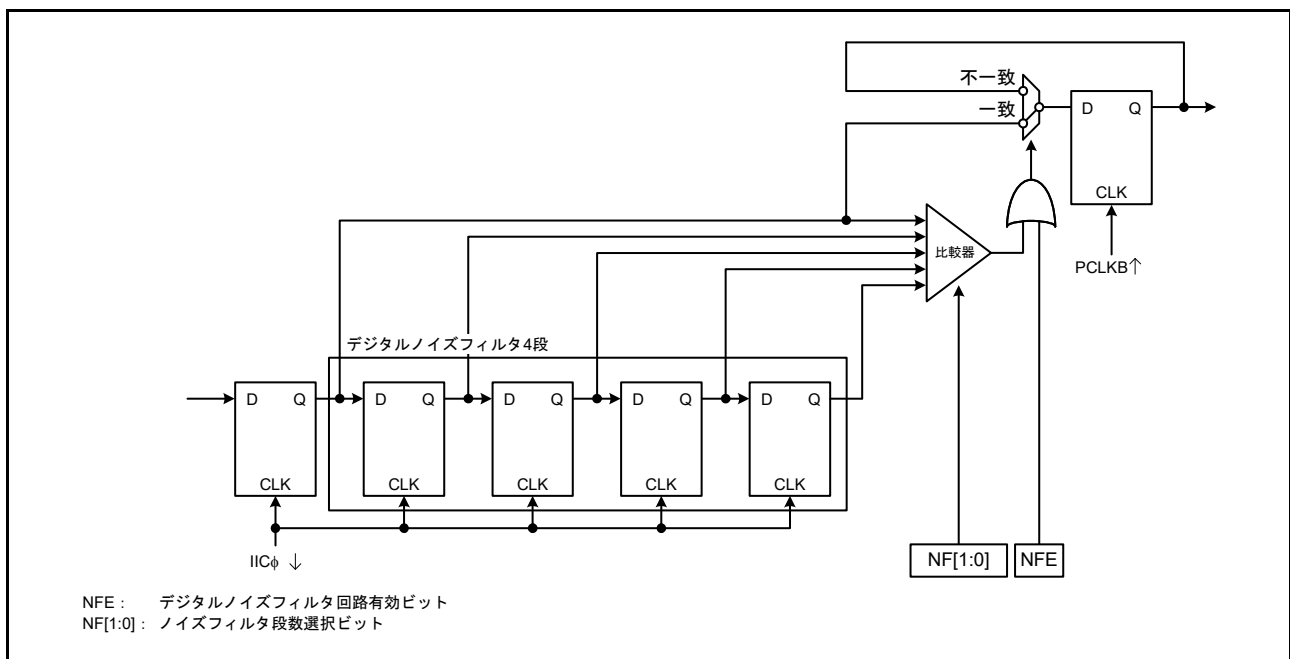 不一致
一致
D Q
CLK
PCLKB↑
比較器
デジタルノイズフィルタ4段
D Q
CLK
D Q
CLK
D Q
CLK
D Q
CLK
D Q
CLK
IICφ ↓
NF[1:0]
NFE
NFE : デジタルノイズフィルタ回路有効ビット
NF[1:0] : ノイズフィルタ段数選択ビット